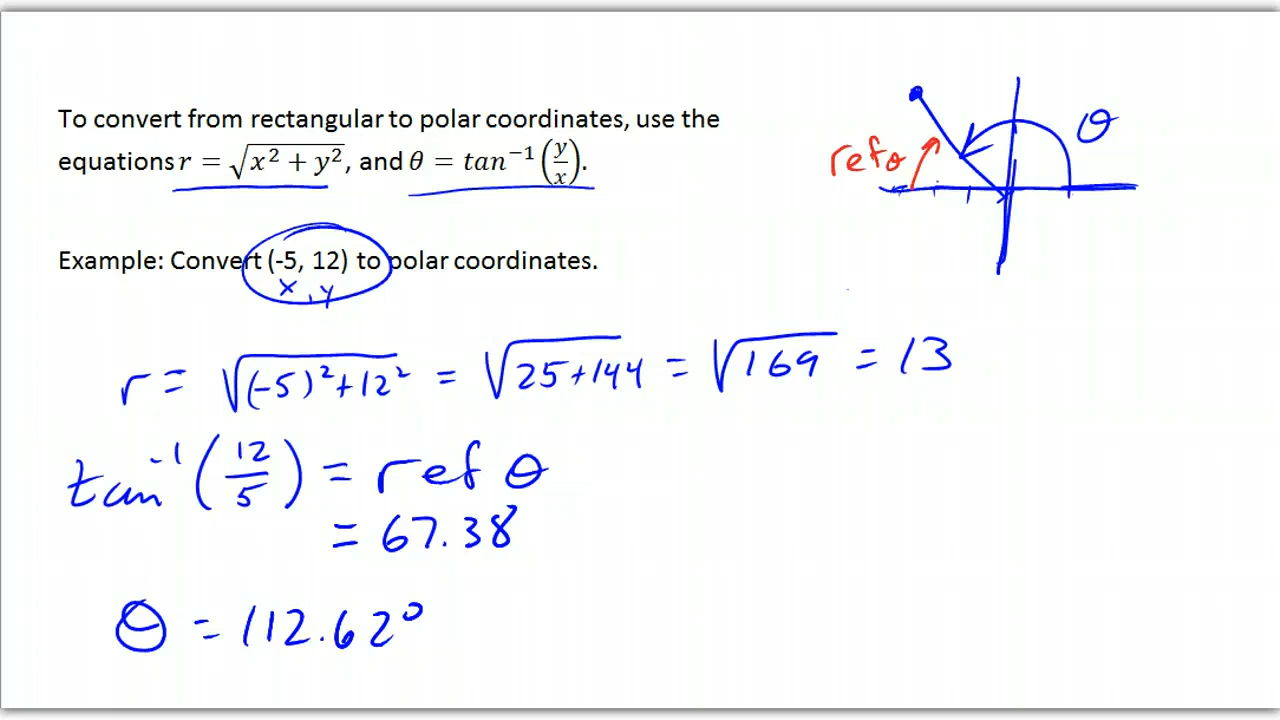 To convert from rectangular to polar coordinates, use the
equations r = √(x² + y²), and θ = tan⁻¹(y/x).
θ
ref θ
Example: Convert (-5, 12) to polar coordinates.
x , y
r = √((-5)² + 12²) = √(25 + 144) = √169 = 13
tan⁻¹(12/5) = ref θ
= 67.38
θ = 112.62°